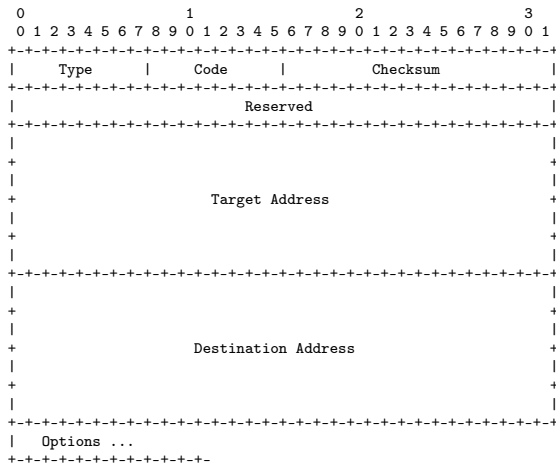 0                   1                   2                   3
 0 1 2 3 4 5 6 7 8 9 0 1 2 3 4 5 6 7 8 9 0 1 2 3 4 5 6 7 8 9 0 1
+-+-+-+-+-+-+-+-+-+-+-+-+-+-+-+-+-+-+-+-+-+-+-+-+-+-+-+-+-+-+-+-+
|     Type      |     Code      |          Checksum             |
+-+-+-+-+-+-+-+-+-+-+-+-+-+-+-+-+-+-+-+-+-+-+-+-+-+-+-+-+-+-+-+-+
|                           Reserved                            |
+-+-+-+-+-+-+-+-+-+-+-+-+-+-+-+-+-+-+-+-+-+-+-+-+-+-+-+-+-+-+-+-+
|                                                               |
+                                                               +
|                                                               |
+                       Target Address                          +
|                                                               |
+                                                               +
|                                                               |
+-+-+-+-+-+-+-+-+-+-+-+-+-+-+-+-+-+-+-+-+-+-+-+-+-+-+-+-+-+-+-+-+
|                                                               |
+                                                               +
|                                                               |
+                     Destination Address                       +
|                                                               |
+                                                               +
|                                                               |
+-+-+-+-+-+-+-+-+-+-+-+-+-+-+-+-+-+-+-+-+-+-+-+-+-+-+-+-+-+-+-+-+
|   Options ...
+-+-+-+-+-+-+-+-+-+-+-+-